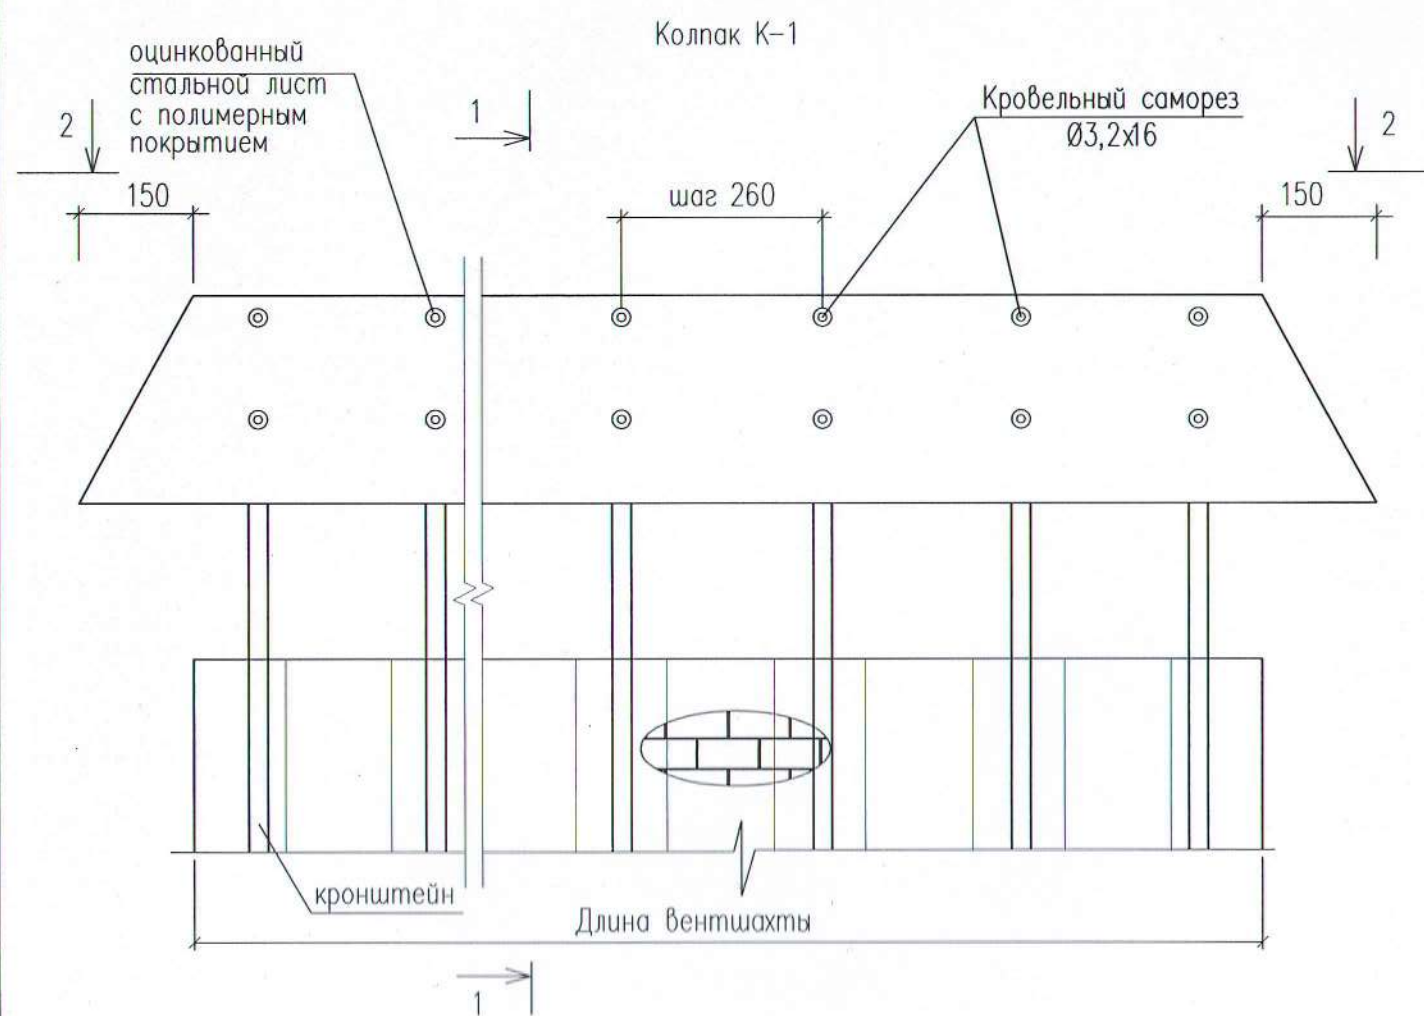 Колпак К-1
оцинкованный
стальной лист
с полимерным
покрытием
1
Кровельный саморез
Ø3,2х16
2
2
150
шаг 260
150
кронштейн
Длина вентшахты
1